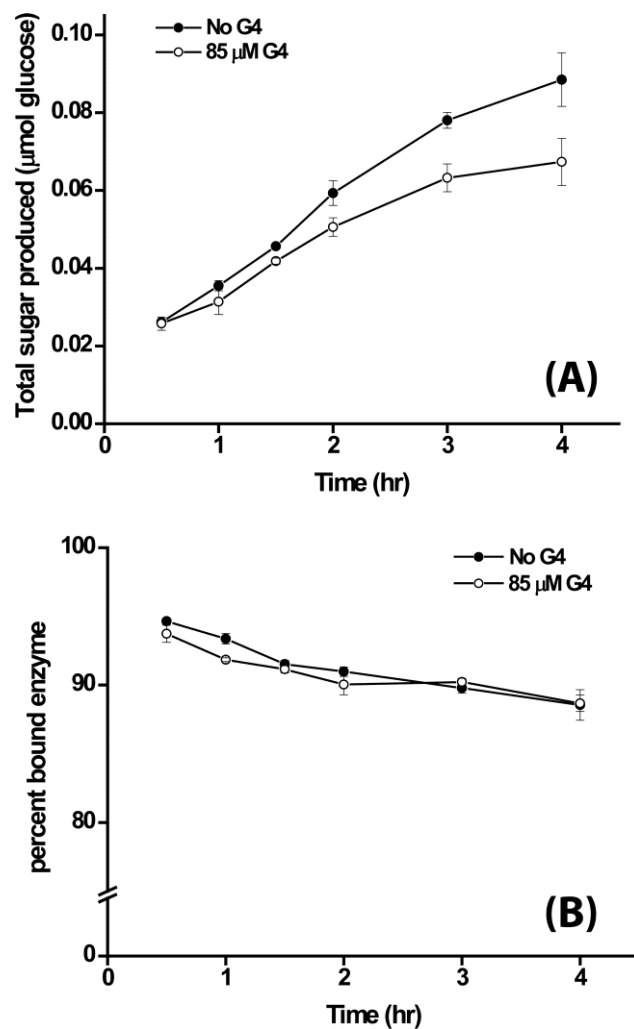 No G4
85 μM G4
0.10
0.08
0.06
0.04
0.02
0.00
Total sugar produced (μmol glucose)
0 1 2 3 4
Time (hr)
(A)
No G4
85 μM G4
100
90
80
0
percent bound enzyme
0 1 2 3 4
Time (hr)
(B)